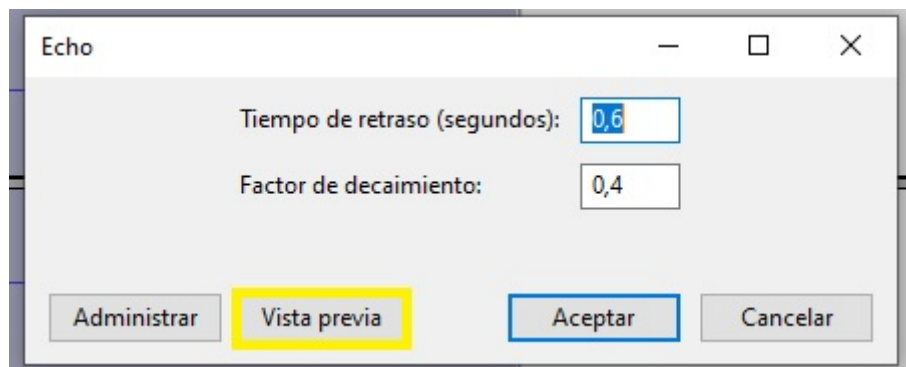 Echo
Tiempo de retraso (segundos): 0,6
Factor de decaimiento: 0,4
Administrar Vista previa Aceptar Cancelar